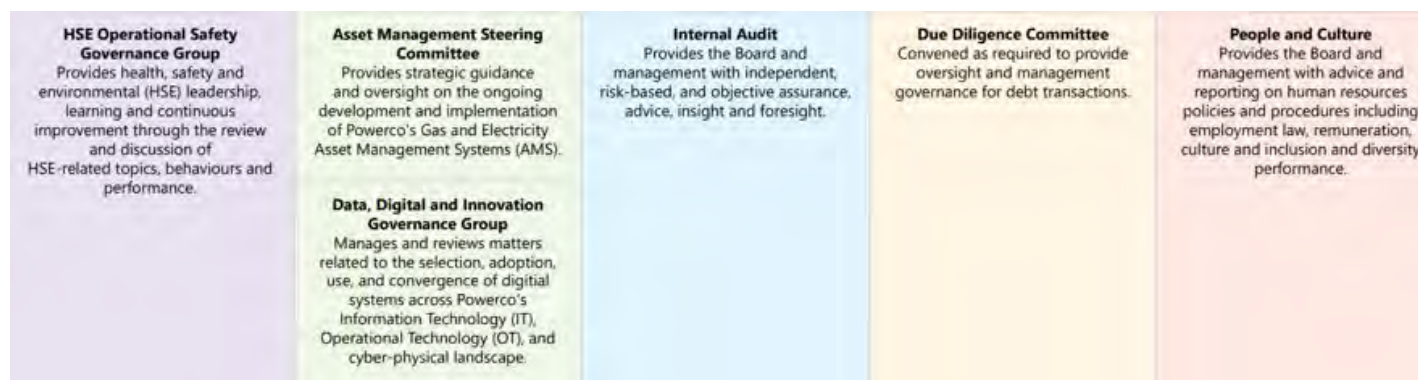 HSE Operational Safety
Governance Group
Provides health, safety and
environmental (HSE) leadership,
learning and continuous
improvement through the review
and discussion of
HSE-related topics, behaviours and
performance.
Asset Management Steering
Committee
Provides strategic guidance
and oversight on the ongoing
development and implementation
of Powerco's Gas and Electricity
Asset Management Systems (AMS).
Data, Digital and Innovation
Governance Group
Manages and reviews matters
related to the selection, adoption,
use, and convergence of digitial
systems across Powerco's
Information Technology (IT),
Operational Technology (OT), and
cyber-physical landscape.
Internal Audit
Provides the Board and
management with independent,
risk-based, and objective assurance,
advice, insight and foresight.
Due Diligence Committee
Convened as required to provide
oversight and management
governance for debt transactions.
People and Culture
Provides the Board and
management with advice and
reporting on human resources
policies and procedures including
employment law, remuneration,
culture and inclusion and diversity
performance.